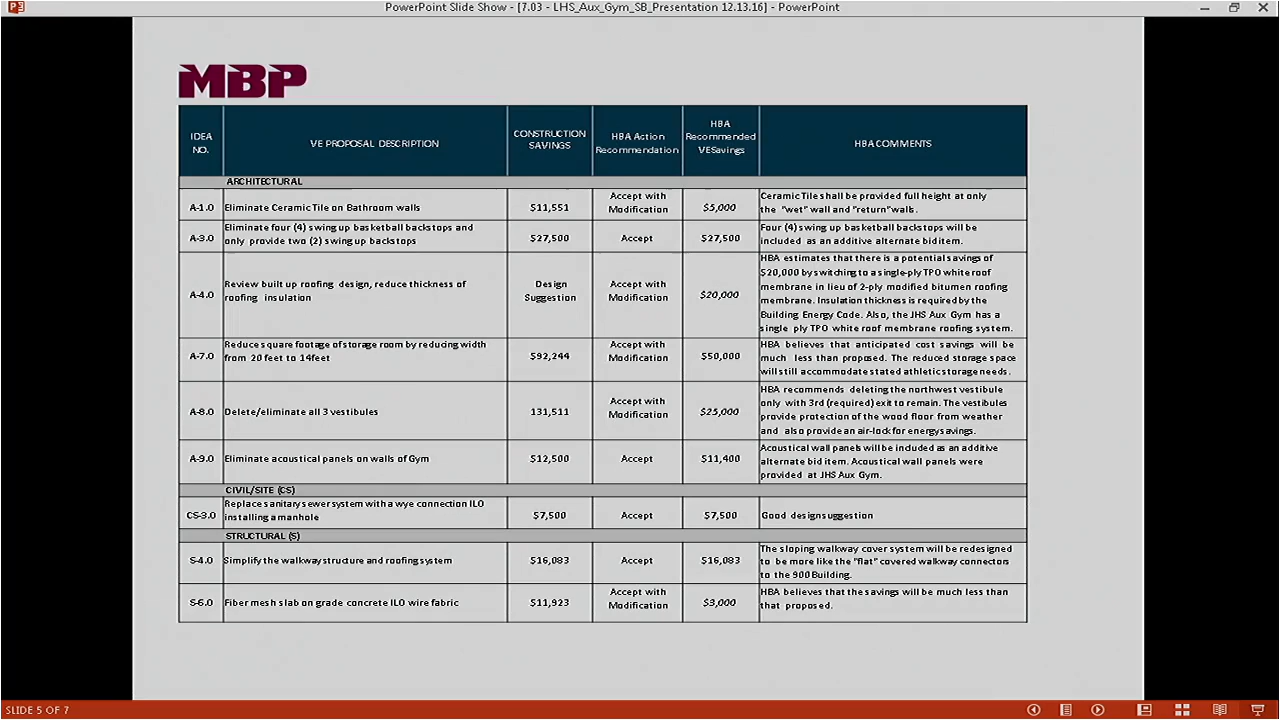 PowerPoint Slide Show - [7.03 - LHS_Aux_Gym_SB_Presentation 12.13.16] - PowerPoint
MBP
IDEA NO.
VE PROPOSAL DESCRIPTION
CONSTRUCTION SAVINGS
HBA Action Recommendation
HBA Recommended VE Savings
HBA COMMENTS
ARCHITECTURAL
A-1.0
Eliminate Ceramic Tile on Bathroom walls
$11,551
Accept with
Modification
$5,000
Ceramic Tile shall be provided full height at only
the "wet" wall and "return" walls.
A-3.0
Eliminate four (4) swing up basketball backstops and
only provide two (2) swing up backstops
$27,500
Accept
$27,500
Four (4) swing up basketball backstops will be
included as an additive alternate bid item.
A-4.0
Review built up roofing design, reduce thickness of
roofing insulation
Design
Suggestion
Accept with
Modification
$20,000
HBA estimates that there is a potential savings of
$20,000 by switching to a single-ply TPO white roof
membrane in lieu of 2-ply modified bitumen roofing
membrane. Insulation thickness is required by the
Building Energy Code. Also, the JHS Aux Gym has a
single ply TPO white roof membrane roofing system.
A-7.0
Reduce square footage of storage room by reducing width
from 20 feet to 14 feet
$92,244
Accept with
Modification
$50,000
HBA believes that anticipated cost savings will be
much less than proposed. The reduced storage space
will still accommodate stated athletic storage needs.
A-8.0
Delete/eliminate all 3 vestibules
131,511
Accept with
Modification
$25,000
HBA recommends deleting the northwest vestibule
only with 3rd (required) exit to remain. The vestibules
provide protection of the wood floor from weather
and also provide an air-lock for energy savings.
A-9.0
Eliminate acoustical panels on walls of Gym
$12,500
Accept
$11,400
Acoustical wall panels will be included as an additive
alternate bid item. Acoustical wall panels were
provided at JHS Aux Gym.
CIVIL/SITE (CS)
CS-3.0
Replace sanitary sewer system with a wye connection ILO
installing a manhole
$7,500
Accept
$7,500
Good design suggestion
STRUCTURAL (S)
S-4.0
Simplify the walkway structure and roofing system
$16,083
Accept
$16,083
The sloping walkway cover system will be redesigned
to be more like the "flat" covered walkway connectors
to the 900 Building.
S-6.0
Fiber mesh slab on grade concrete ILO wire fabric
$11,923
Accept with
Modification
$3,000
HBA believes that the savings will be much less than
that proposed.
SLIDE 5 OF 7